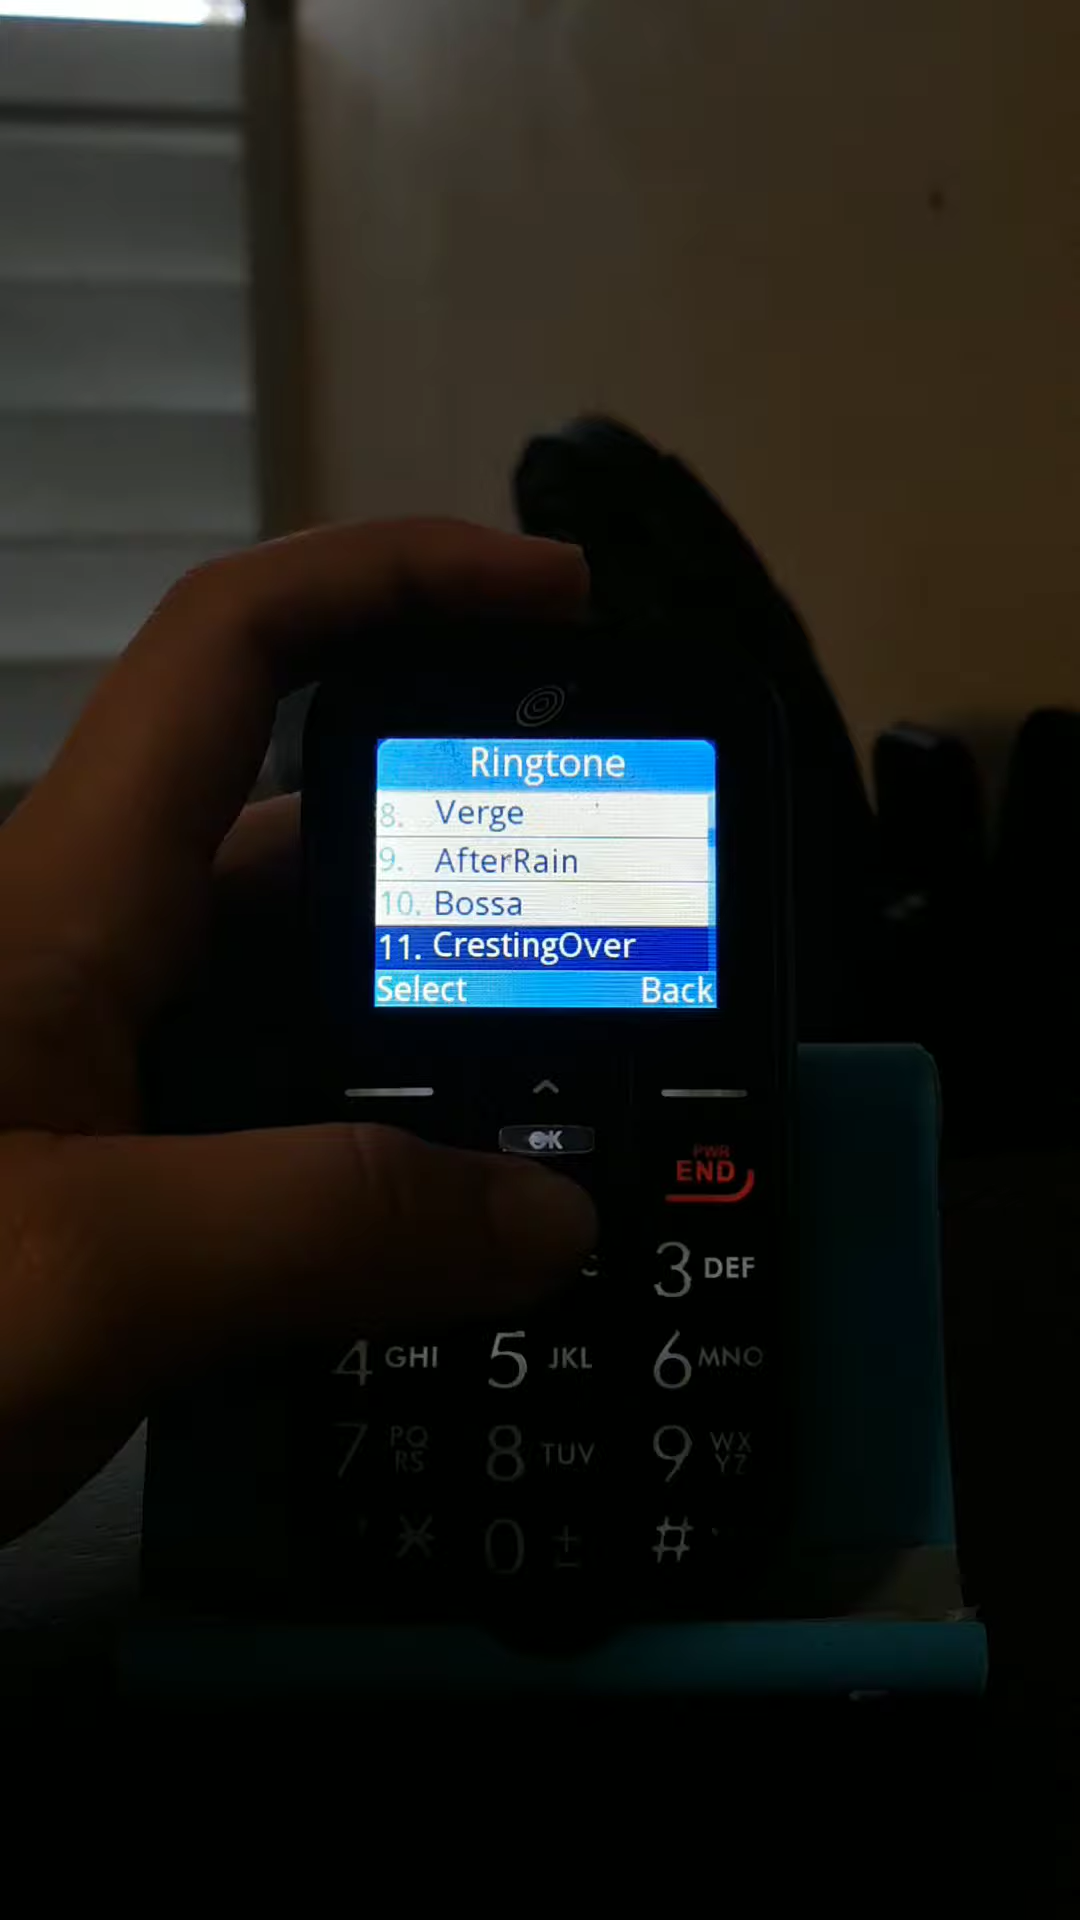 Ringtone
8. Verge
9. AfterRain
10. Bossa
11. CrestingOver
Select Back
OK
PWR
END
3 DEF
4 GHI 5 JKL 6 MNO
7 PQRS 8 TUV 9 WXYZ
* 0 ± #